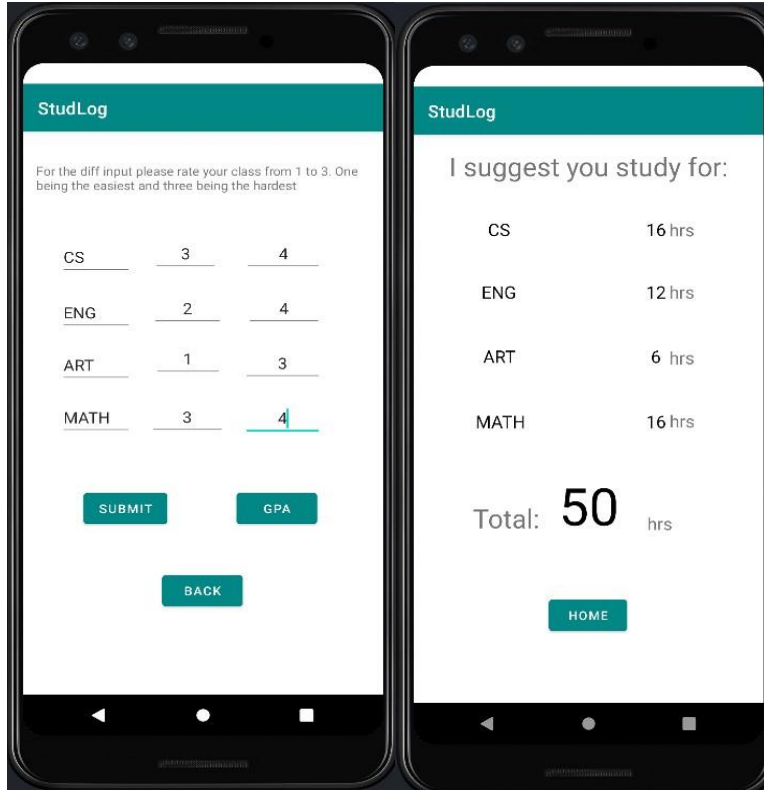 StudLog
For the diff input please rate your class from 1 to 3. One
being the easiest and three being the hardest
CS 3 4
ENG 2 4
ART 1 3
MATH 3 4
SUBMIT GPA
BACK
StudLog
I suggest you study for:
CS 16 hrs
ENG 12 hrs
ART 6 hrs
MATH 16 hrs
Total: 50 hrs
HOME